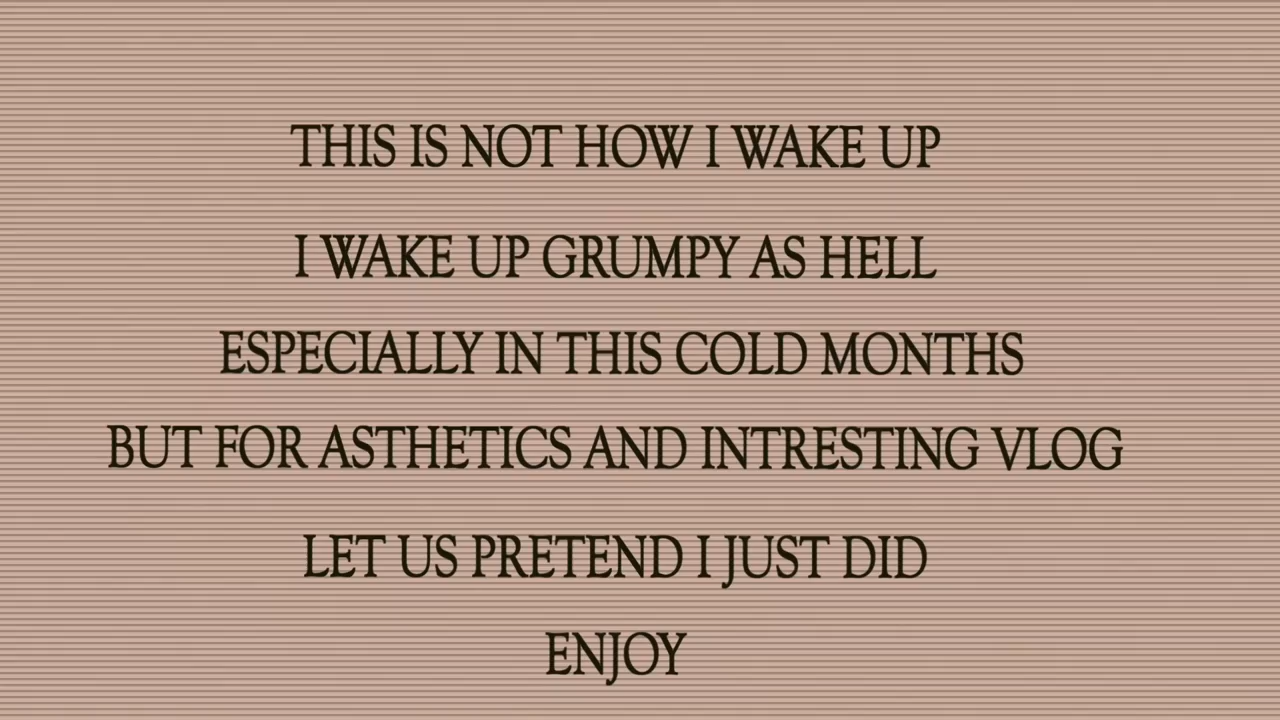 THIS IS NOT HOW I WAKE UP
I WAKE UP GRUMPY AS HELL
ESPECIALLY IN THIS COLD MONTHS
BUT FOR ASTHETICS AND INTRESTING VLOG
LET US PRETEND I JUST DID
ENJOY